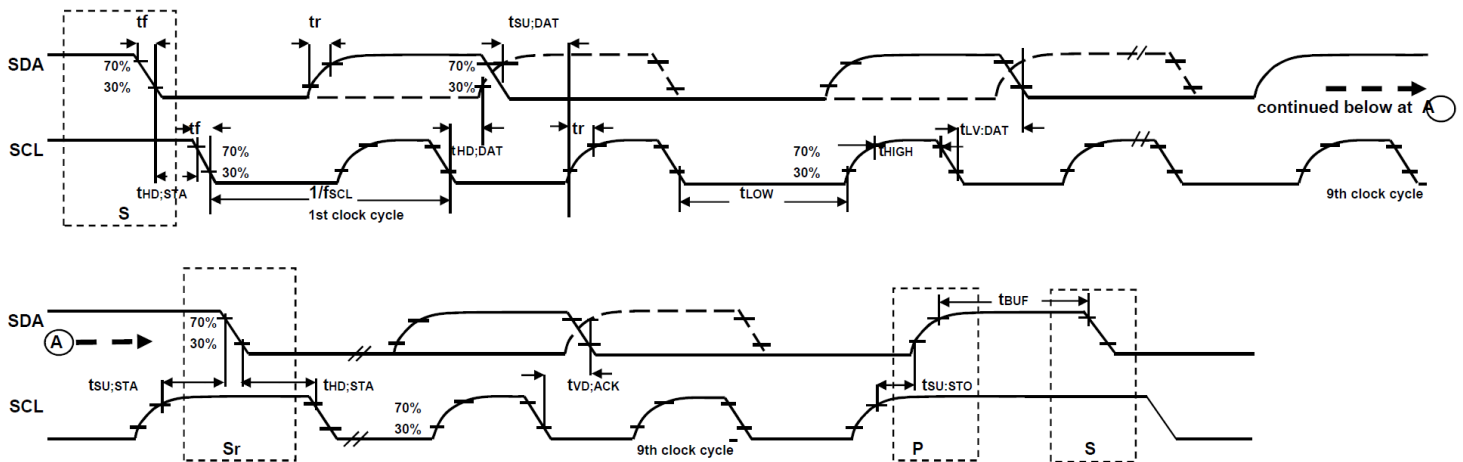 tf tr tSU;DAT
SDA 70% 70%
30% 30% continued below at A
tf tHD;DAT tr tLV:DAT
SCL 70% 70% tHIGH
30% 30%
tHD;STA 1/fSCL tLOW 9th clock cycle
S 1st clock cycle
tBUF
SDA 70%
A 30%
tSU;STA tHD;STA tVD;ACK tSU:STO
SCL 70%
30%
Sr 9th clock cycle P S